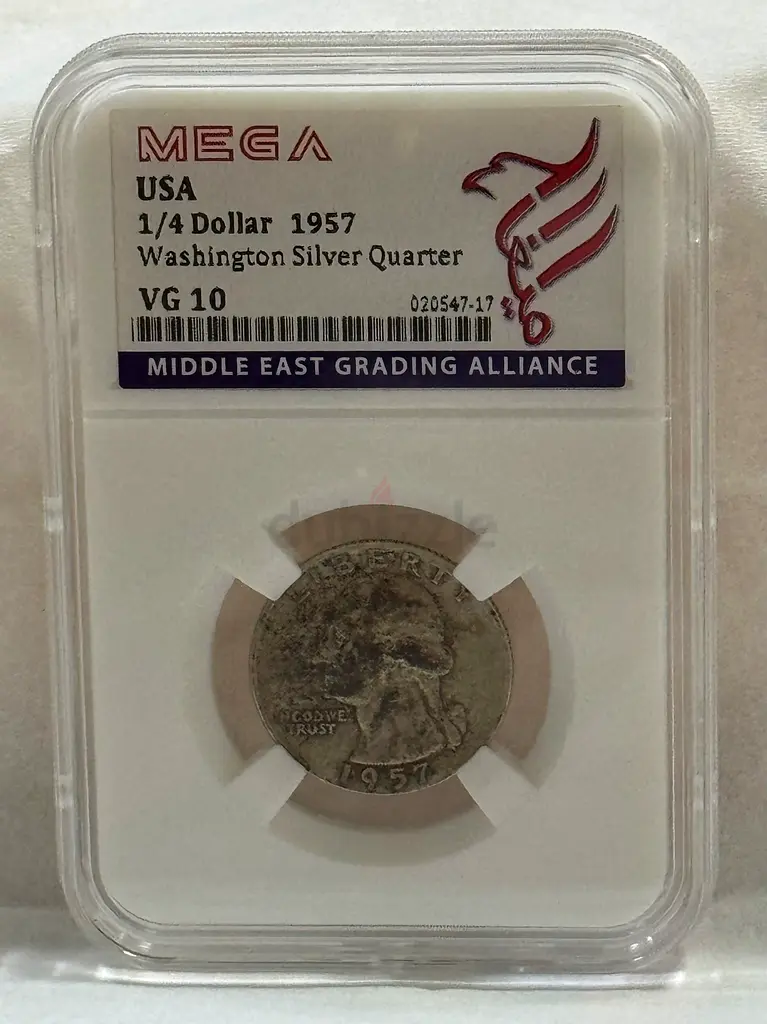 MEGA
USA
1/4 Dollar 1957
Washington Silver Quarter
VG 10
020547-17
MIDDLE EAST GRADING ALLIANCE
dubizzle
LIBERTY
IN GOD WE
TRUST
1957